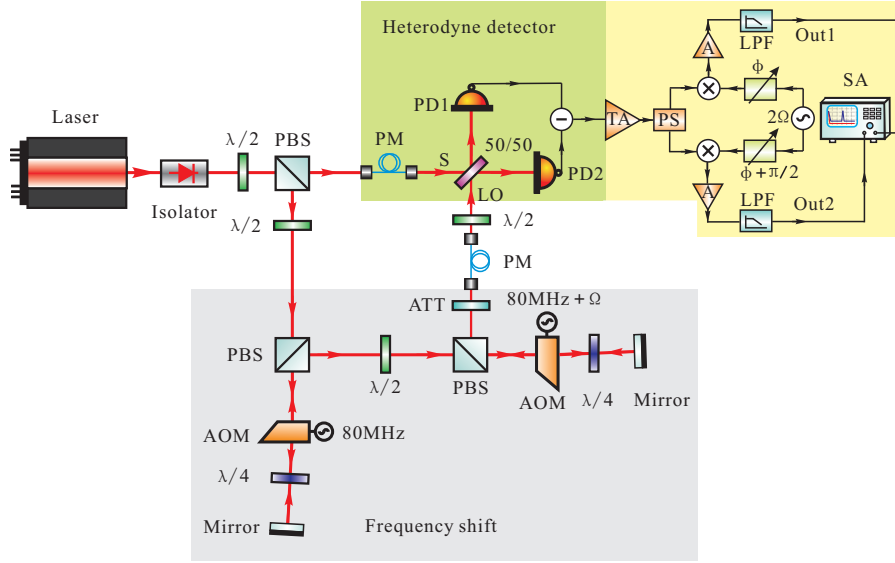 Heterodyne detector
LPF
Out1
A
ϕ
SA
Laser
λ/2
PBS
PM
PD1
50/50
TA
PS
2Ω
S
PD2
LO
Isolator
ϕ+π/2
λ/2
λ/2
A
LPF
Out2
PM
ATT
80MHz+Ω
PBS
λ/2
PBS
AOM
λ/4
Mirror
AOM
80MHz
λ/4
Mirror
Frequency shift